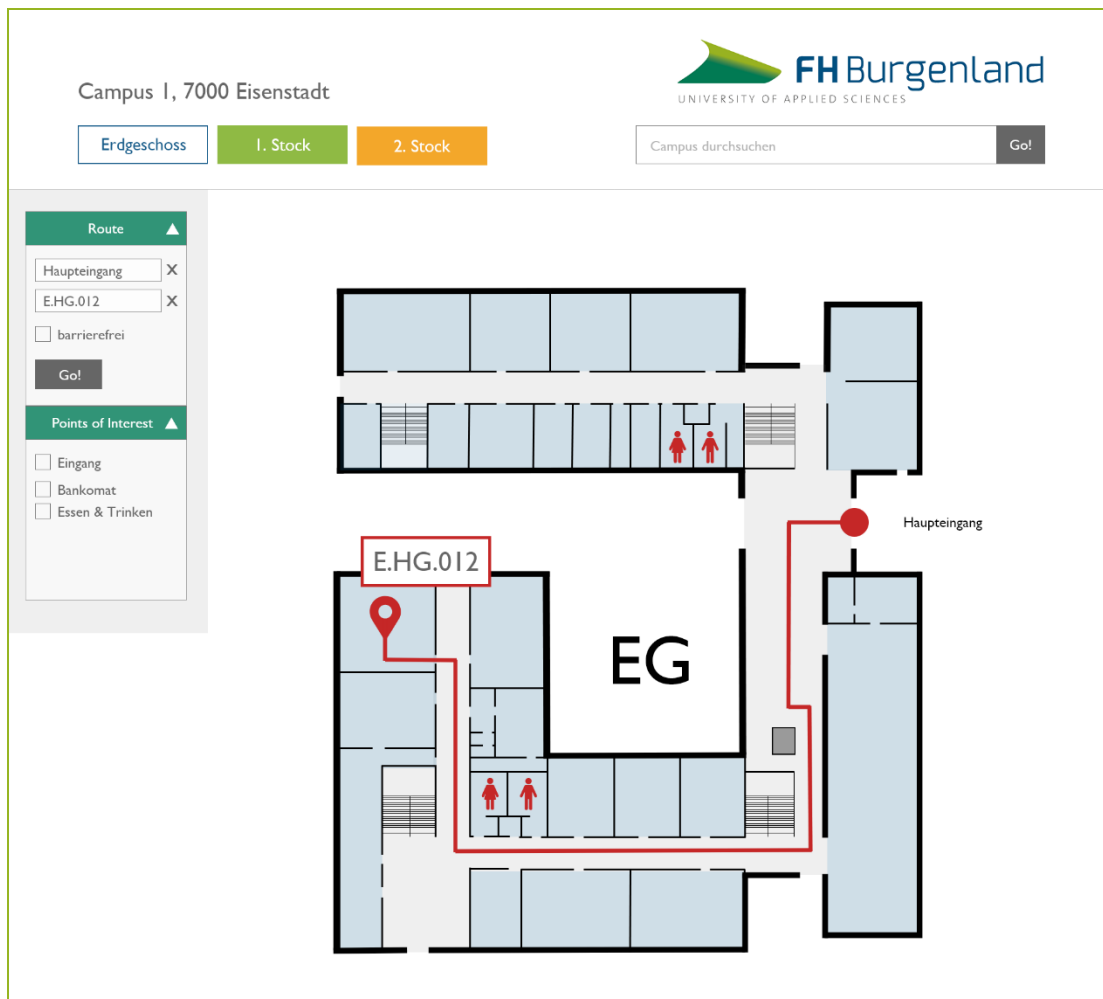 FH Burgenland
UNIVERSITY OF APPLIED SCIENCES
Campus 1, 7000 Eisenstadt
Erdgeschoss
1. Stock
2. Stock
Campus durchsuchen
Go!
Route
Haupteingang
X
E.HG.012
X
barrierefrei
Go!
Points of Interest
Eingang
Bankomat
Essen & Trinken
Haupteingang
E.HG.012
EG